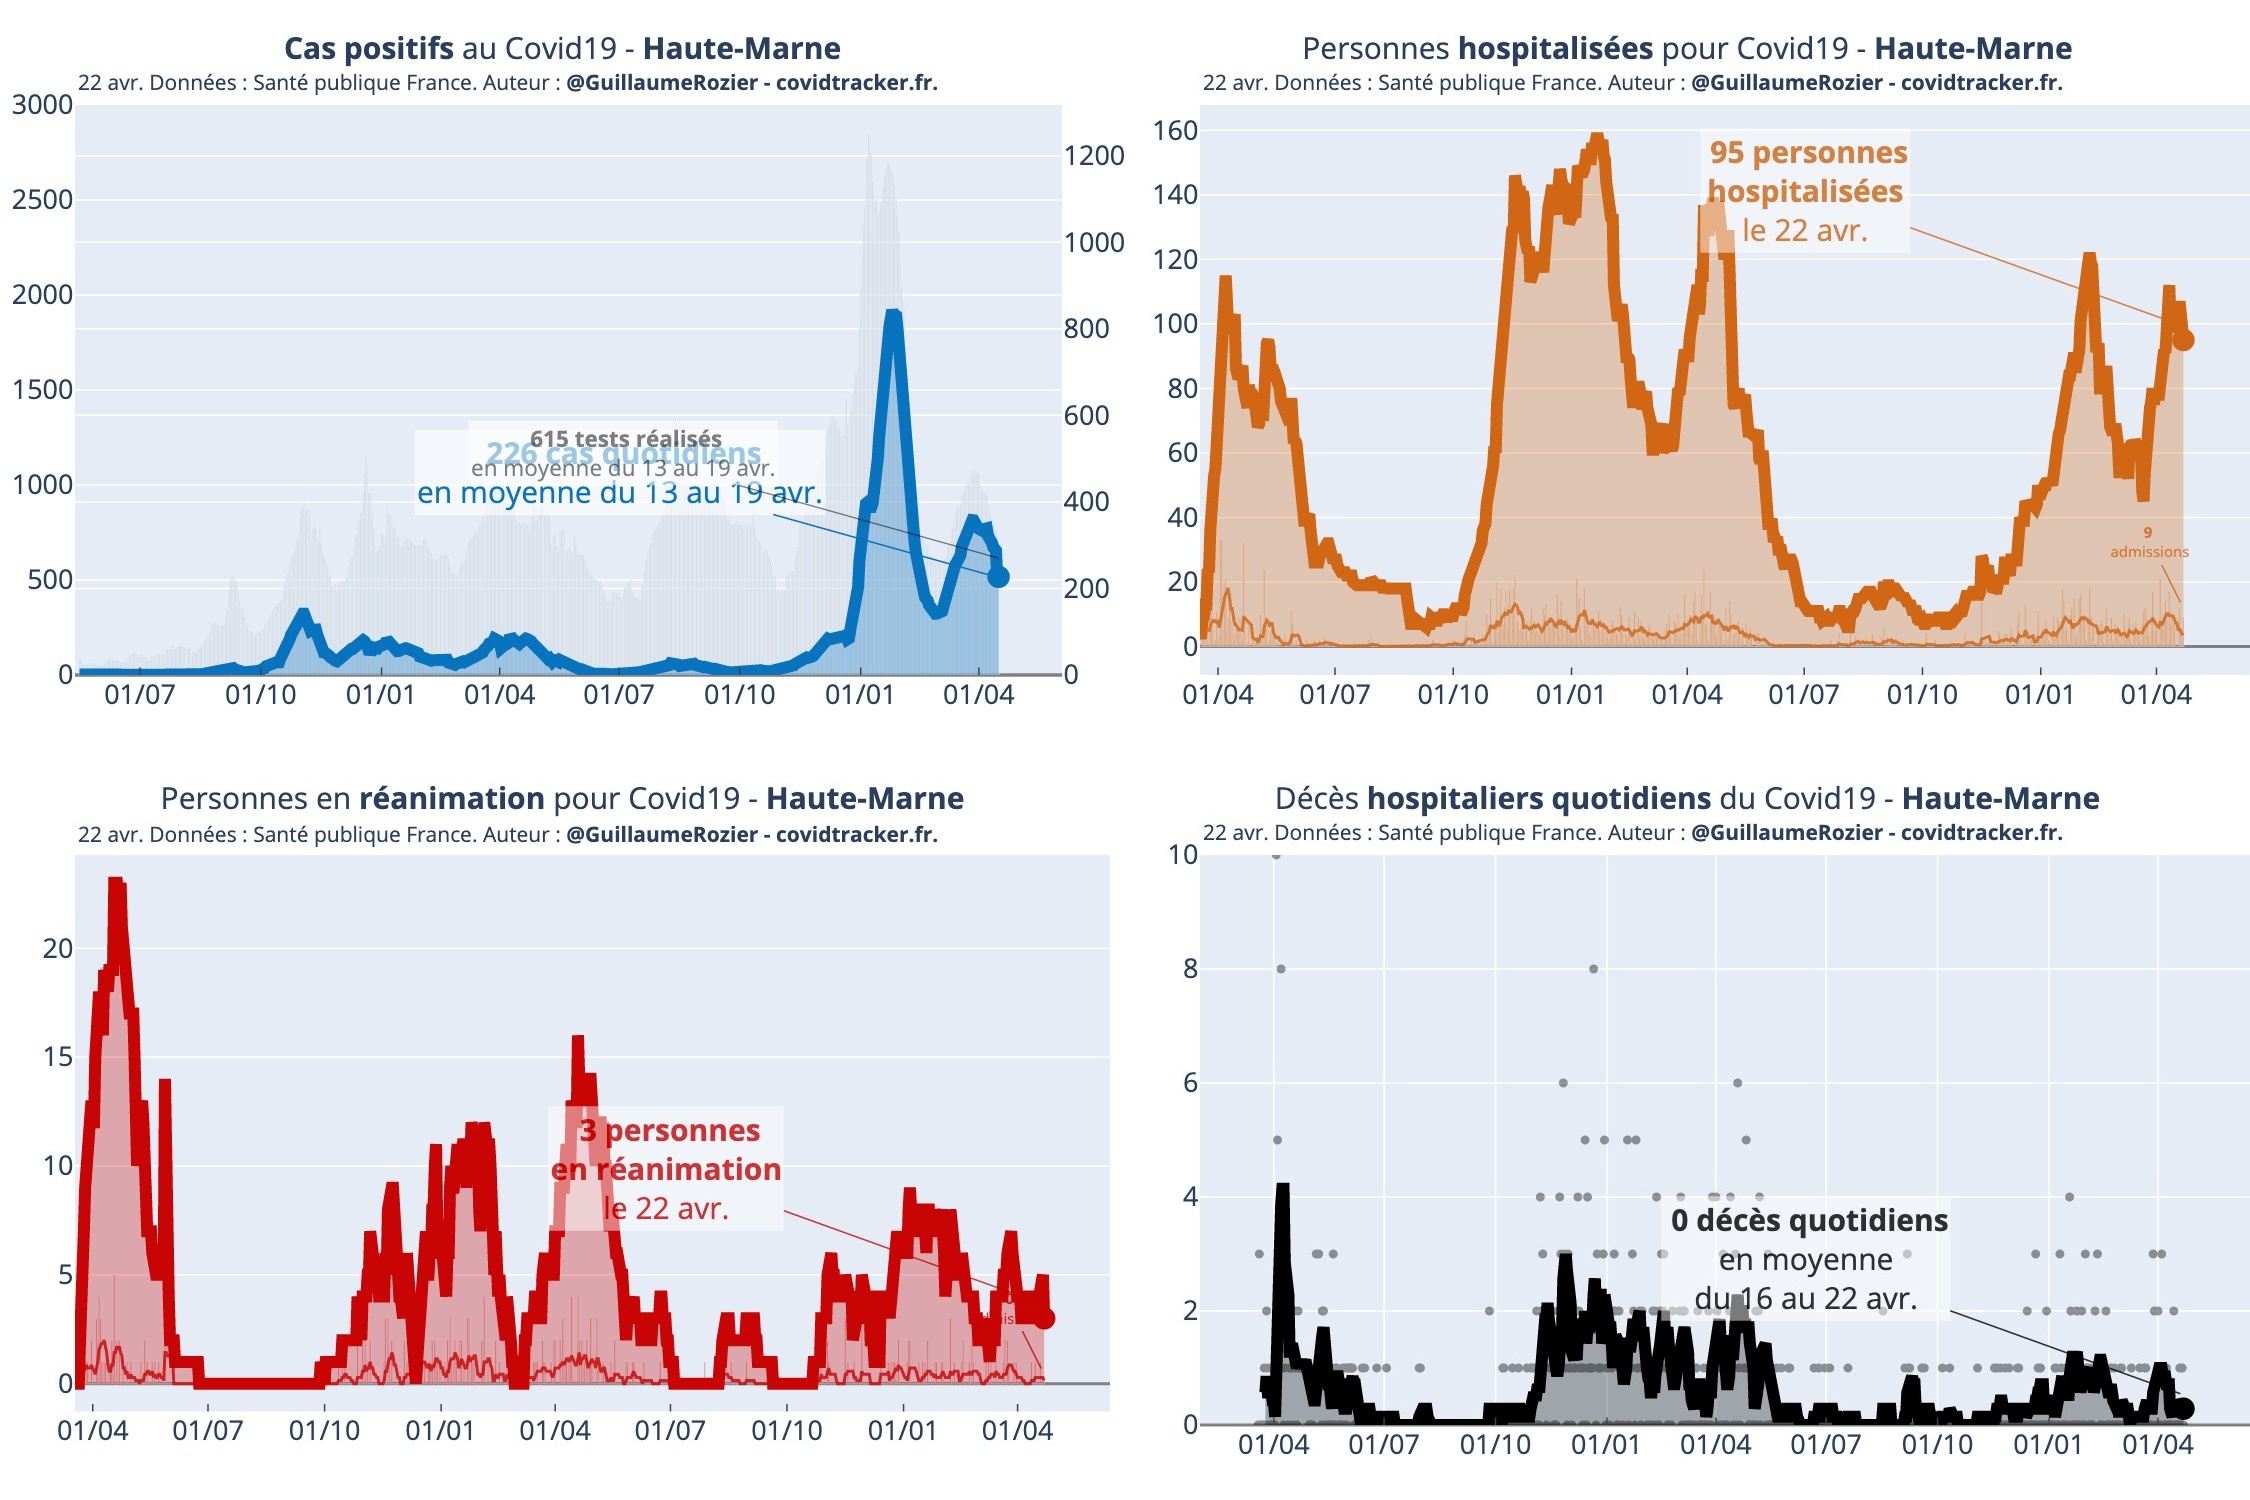 Cas positifs au Covid19 - Haute-Marne
22 avr. Données : Santé publique France. Auteur : @GuillaumeRozier - covidtracker.fr.
3000
2500
2000
1500
1000
500
0
1200
1000
800
600
400
200
0
615 tests réalisés
en moyenne du 13 au 19 avr.
226 cas quotidiens
en moyenne du 13 au 19 avr.
01/07 01/10 01/01 01/04 01/07 01/10 01/01 01/04
Personnes hospitalisées pour Covid19 - Haute-Marne
22 avr. Données : Santé publique France. Auteur : @GuillaumeRozier - covidtracker.fr.
160
140
120
100
80
60
40
20
0
95 personnes
hospitalisées
le 22 avr.
9
admissions
01/04 01/07 01/10 01/01 01/04 01/07 01/10 01/01 01/04
Personnes en réanimation pour Covid19 - Haute-Marne
22 avr. Données : Santé publique France. Auteur : @GuillaumeRozier - covidtracker.fr.
20
15
10
5
0
3 personnes
en réanimation
le 22 avr.
01/04 01/07 01/10 01/01 01/04 01/07 01/10 01/01 01/04
Décès hospitaliers quotidiens du Covid19 - Haute-Marne
22 avr. Données : Santé publique France. Auteur : @GuillaumeRozier - covidtracker.fr.
10
8
6
4
2
0
0 décès quotidiens
en moyenne
du 16 au 22 avr.
01/04 01/07 01/10 01/01 01/04 01/07 01/10 01/01 01/04